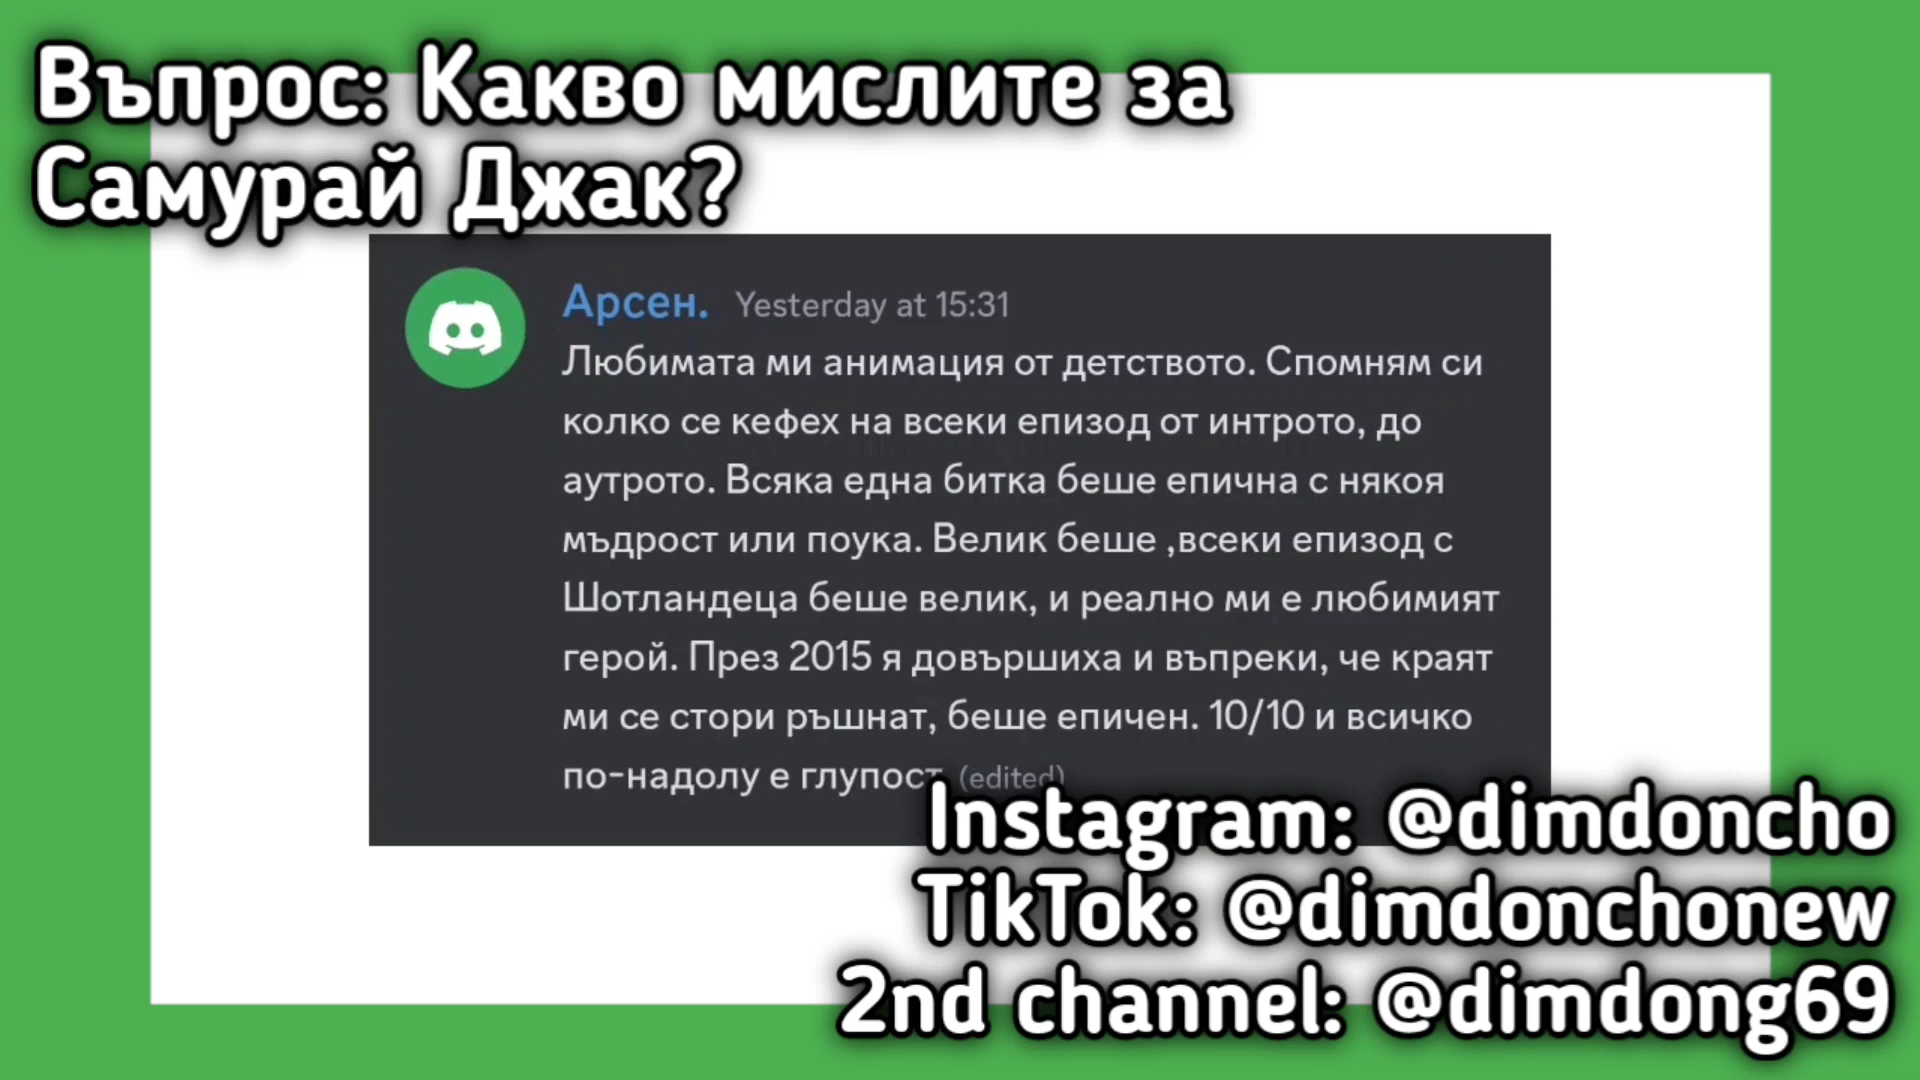 Въпрос: Какво мислите за
Самурай Джак?
Арсен. Yesterday at 15:31
Любимата ми анимация от детството. Спомням си
колко се кефех на всеки епизод от интрото, до
аутрото. Всяка една битка беше епична с някоя
мъдрост или поука. Велик беше ,всеки епизод с
Шотландеца беше велик, и реално ми е любимият
герой. През 2015 я довършиха и въпреки, че краят
ми се стори ръшнат, беше епичен. 10/10 и всичко
по-надолу е глупост. (edited)
Instagram: @dimdoncho
TikTok: @dimdonchonew
2nd channel: @dimdong69